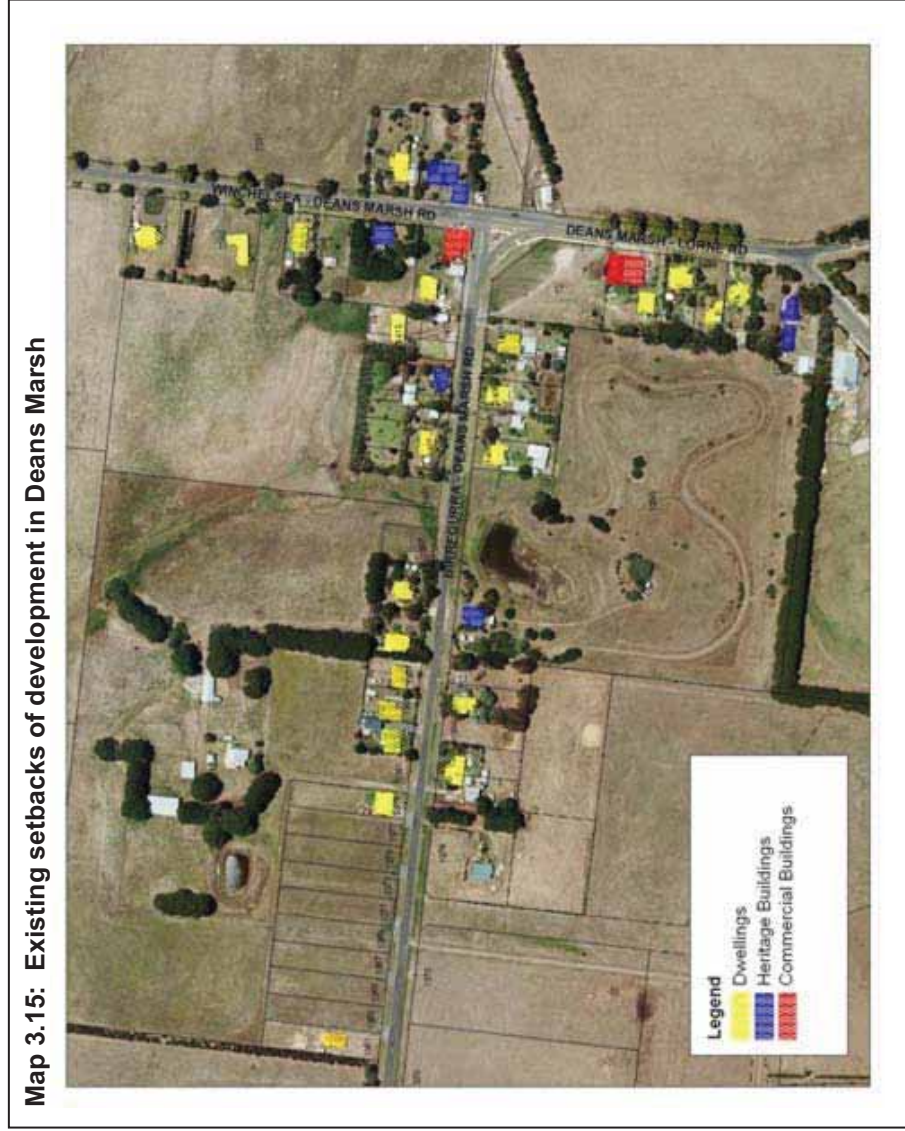 Map 3.15: Existing setbacks of development in Deans Marsh
WINCHELSEA - DEANS MARSH RD
DEANS MARSH - LORNE RD
BIRREGURRA - DEANS MARSH RD
Legend
Dwellings
Heritage Buildings
Commercial Buildings